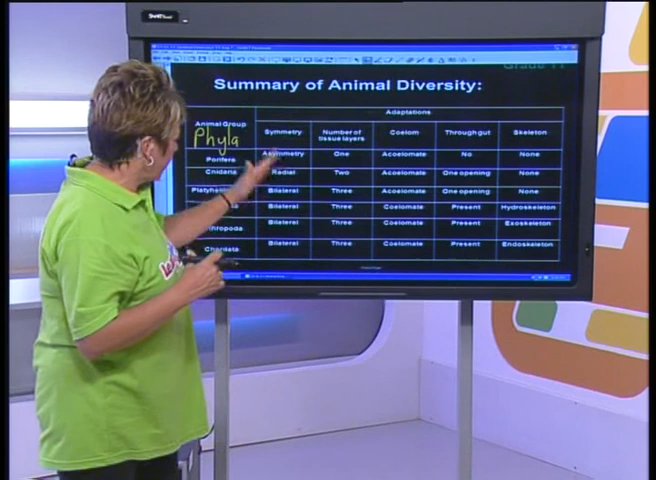 SMART Board
Grade 11
Summary of Animal Diversity:
Animal Group Adaptations
Phyla Symmetry Number of tissue layers Coelom Through gut Skeleton
Porifera Asymmetry One Acoelomate No None
Cnidaria Radial Two Acoelomate One opening None
Bilateral Three Acoelomate One opening None
Bilateral Three Coelomate Present Hydroskeleton
Bilateral Three Coelomate Present Exoskeleton
Chordata Bilateral Three Coelomate Present Endoskeleton